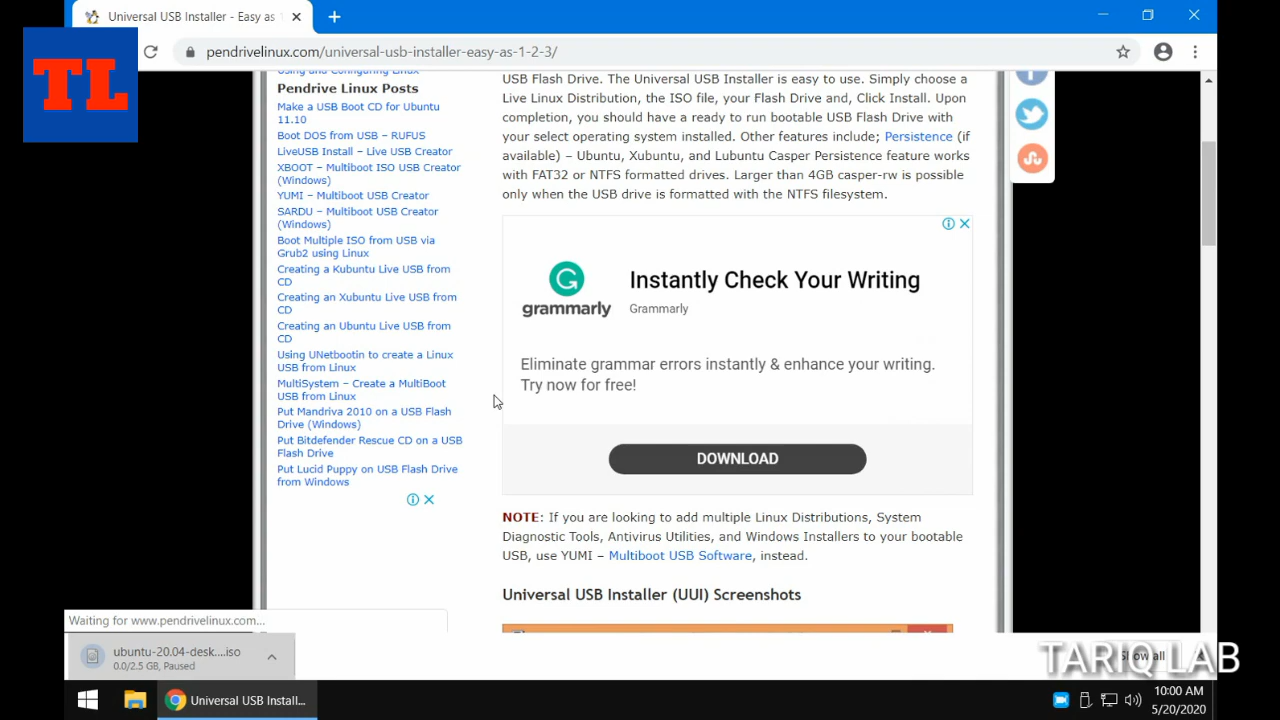 Universal USB Installer - Easy as
TL
pendrivelinux.com/universal-usb-installer-easy-as-1-2-3/
Using and Configuring Linux
Pendrive Linux Posts
Make a USB Boot CD for Ubuntu
11.10
Boot DOS from USB – RUFUS
LiveUSB Install – Live USB Creator
XBOOT – Multiboot ISO USB Creator
(Windows)
YUMI – Multiboot USB Creator
SARDU – Multiboot USB Creator
(Windows)
Boot Multiple ISO from USB via
Grub2 using Linux
Creating a Kubuntu Live USB from
CD
Creating an Xubuntu Live USB from
CD
Creating an Ubuntu Live USB from
CD
Using UNetbootin to create a Linux
USB from Linux
MultiSystem – Create a MultiBoot
USB from Linux
Put Mandriva 2010 on a USB Flash
Drive (Windows)
Put Bitdefender Rescue CD on a USB
Flash Drive
Put Lucid Puppy on USB Flash Drive
from Windows
USB Flash Drive. The Universal USB Installer is easy to use. Simply choose a
Live Linux Distribution, the ISO file, your Flash Drive and, Click Install. Upon
completion, you should have a ready to run bootable USB Flash Drive with
your select operating system installed. Other features include; Persistence (if
available) – Ubuntu, Xubuntu, and Lubuntu Casper Persistence feature works
with FAT32 or NTFS formatted drives. Larger than 4GB casper-rw is possible
only when the USB drive is formatted with the NTFS filesystem.
grammarly
Instantly Check Your Writing
Grammarly
Eliminate grammar errors instantly & enhance your writing.
Try now for free!
DOWNLOAD
NOTE: If you are looking to add multiple Linux Distributions, System
Diagnostic Tools, Antivirus Utilities, and Windows Installers to your bootable
USB, use YUMI – Multiboot USB Software, instead.
Universal USB Installer (UUI) Screenshots
Waiting for www.pendrivelinux.com...
ubuntu-20.04-desk....iso
0.0/2.5 GB, Paused
Show all
TARIQ LAB
Universal USB Install...
10:00 AM
5/20/2020